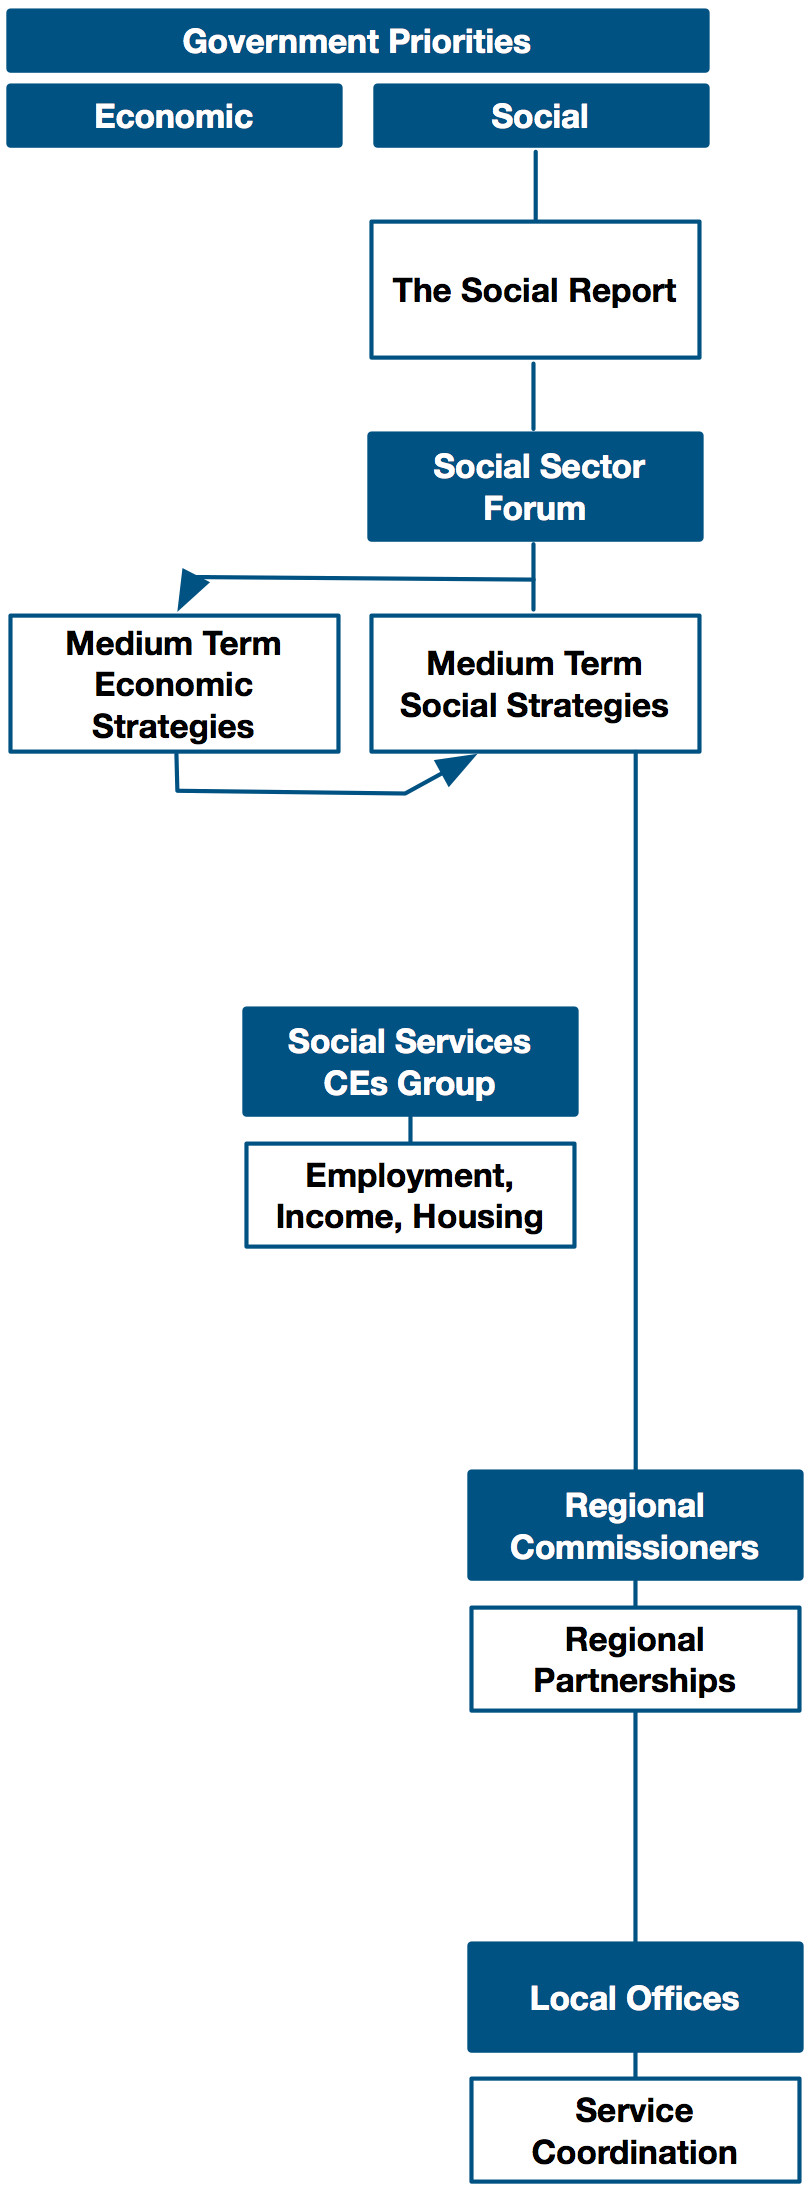 Government Priorities
Economic
Social
The Social Report
Social Sector
Forum
Medium Term
Economic
Strategies
Medium Term
Social Strategies
Social Services
CEs Group
Employment,
Income, Housing
Regional
Commissioners
Regional
Partnerships
Local Offices
Service
Coordination